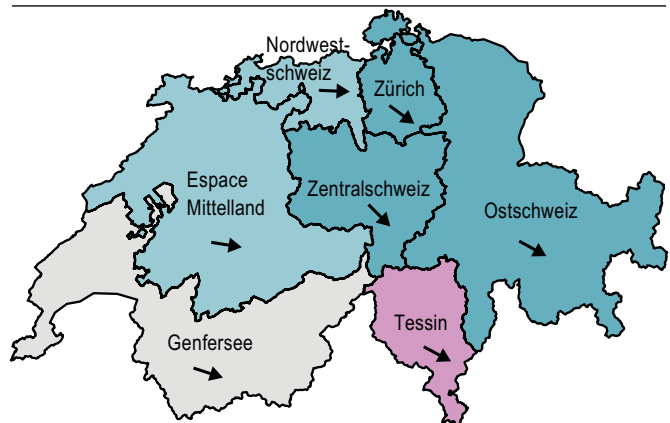 Nordwest-
schweiz
Zürich
Espace
Mittelland
Zentralschweiz
Ostschweiz
Genfersee
Tessin